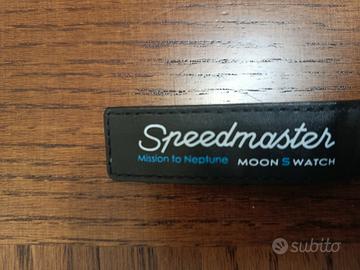 Speedmaster
Mission to Neptune MOON S WATCH
subito